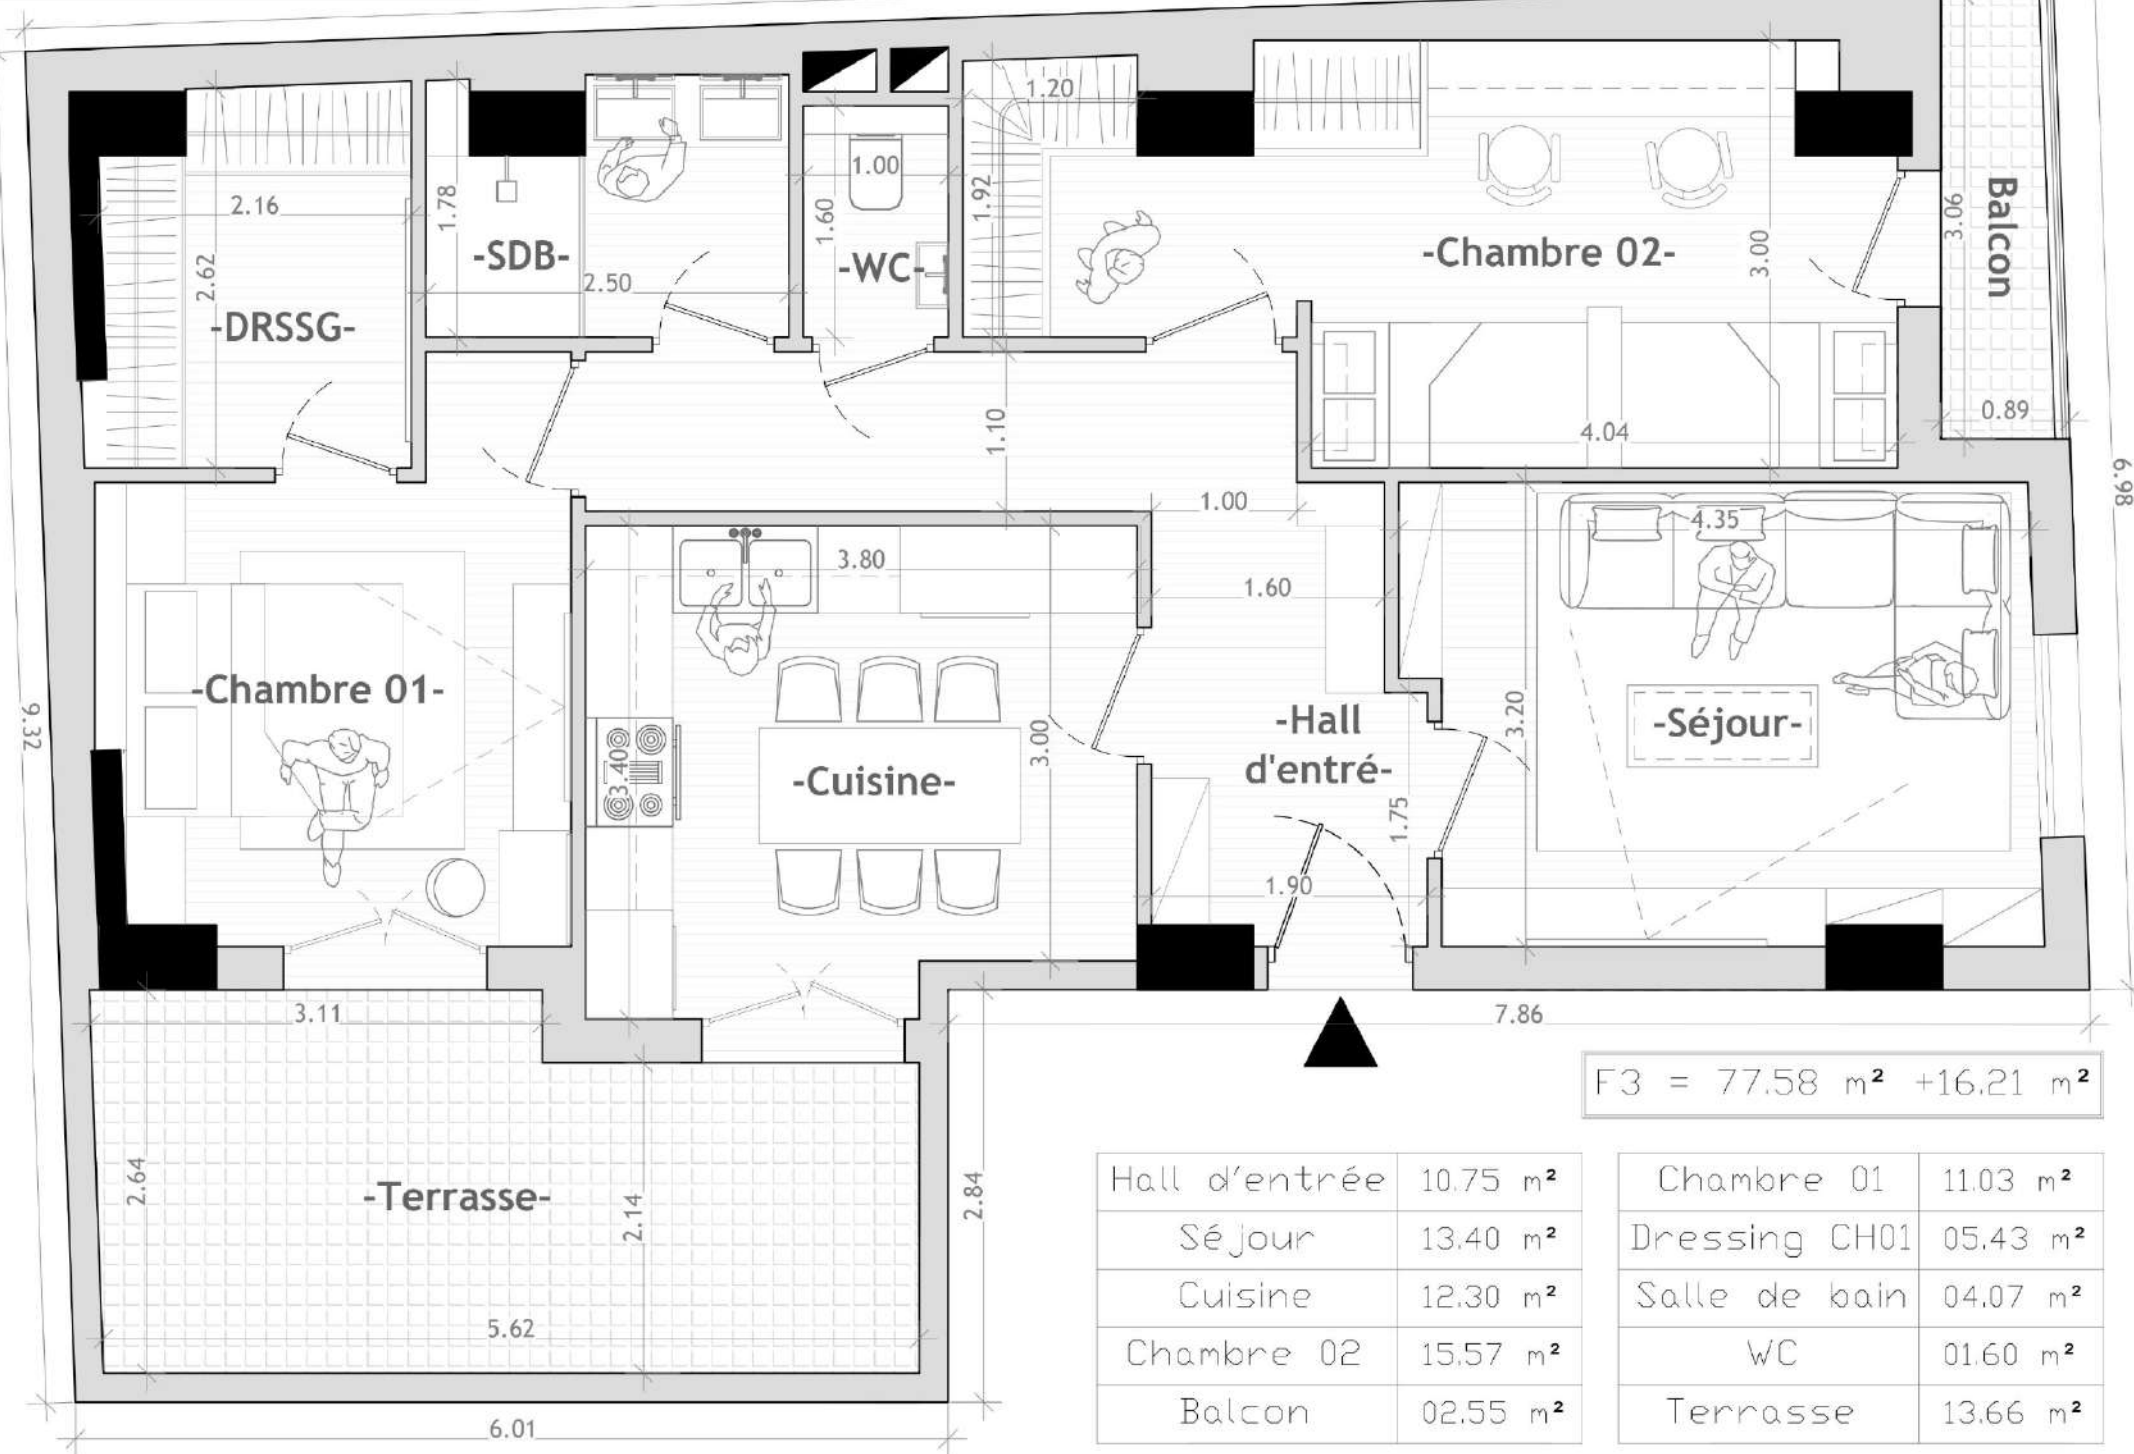 1.20
2.16
1.78
1.00
1.60
1.92
Balcon
3.06
-SDB-
2.50
-WC-
-Chambre 02-
3.00
2.62
-DRSSG-
1.10
4.04
0.89
6.98
1.00
4.35
3.80
1.60
-Chambre 01-
9.32
3.40
-Cuisine-
3.00
-Hall
d'entré-
3.20
-Séjour-
1.75
1.90
3.11
7.86
F3 = 77.58 m² +16.21 m²
2.64
-Terrasse-
2.14
2.84
5.62
6.01
Hall d'entrée 10.75 m²
Séjour 13.40 m²
Cuisine 12.30 m²
Chambre 02 15.57 m²
Balcon 02.55 m²
Chambre 01 11.03 m²
Dressing CH01 05.43 m²
Salle de bain 04.07 m²
WC 01.60 m²
Terrasse 13.66 m²